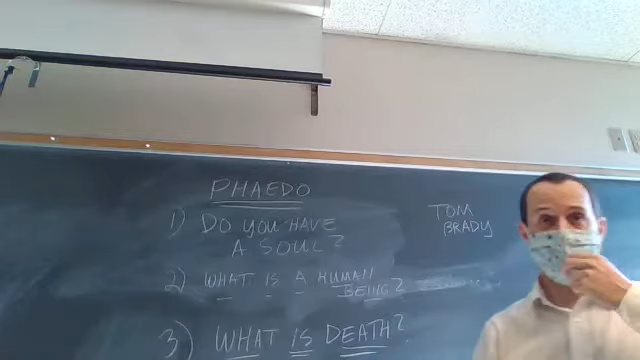 PHAEDO
1) DO YOU HAVE
A SOUL?
2) WHAT IS A HUMAN
BEING?
3) WHAT IS DEATH?
TOM
BRADY